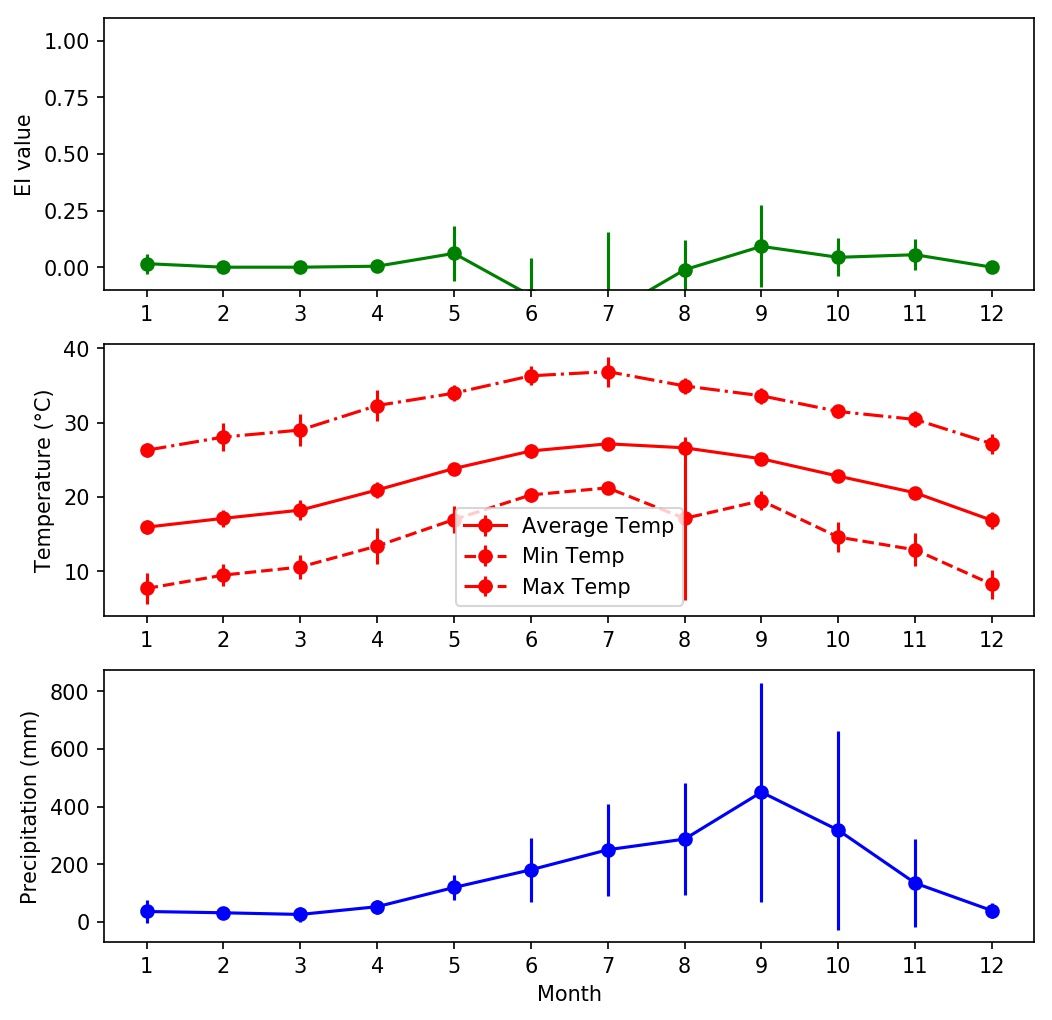 1.00
0.75
0.50
0.25
0.00
EI value
1 2 3 4 5 6 7 8 9 10 11 12
40
30
20
10
Temperature (°C)
Average Temp
Min Temp
Max Temp
1 2 3 4 5 6 7 8 9 10 11 12
800
600
400
200
0
Precipitation (mm)
1 2 3 4 5 6 7 8 9 10 11 12
Month